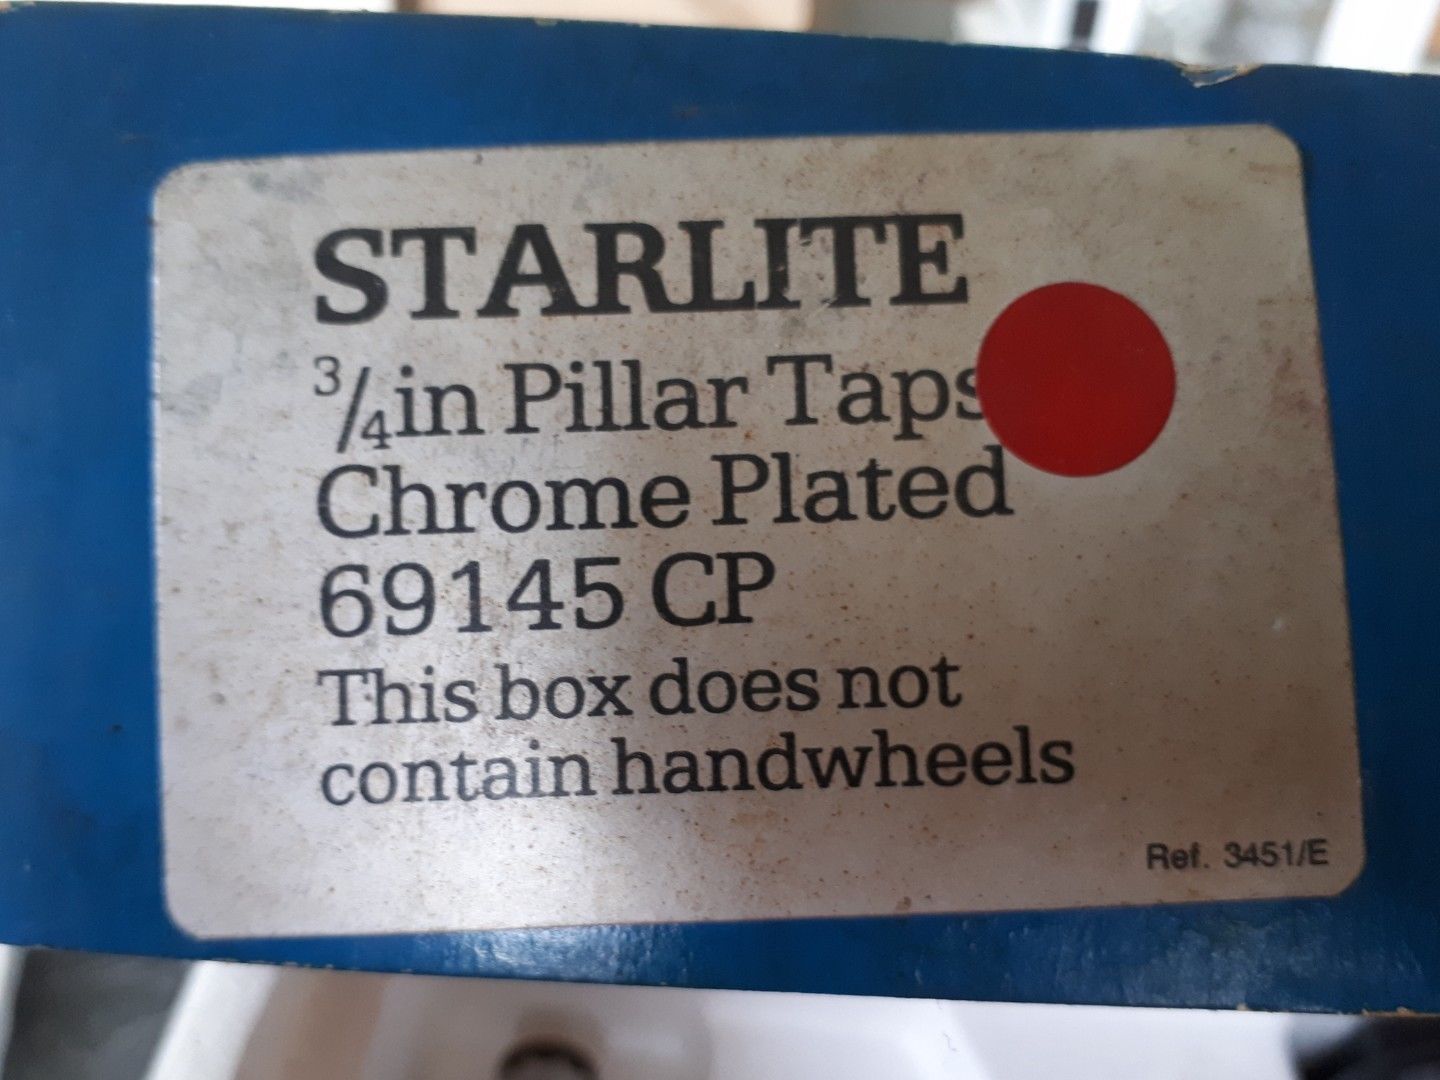 STARLITE
3/4in Pillar Taps
Chrome Plated
69145 CP
This box does not
contain handwheels
Ref. 3451/E